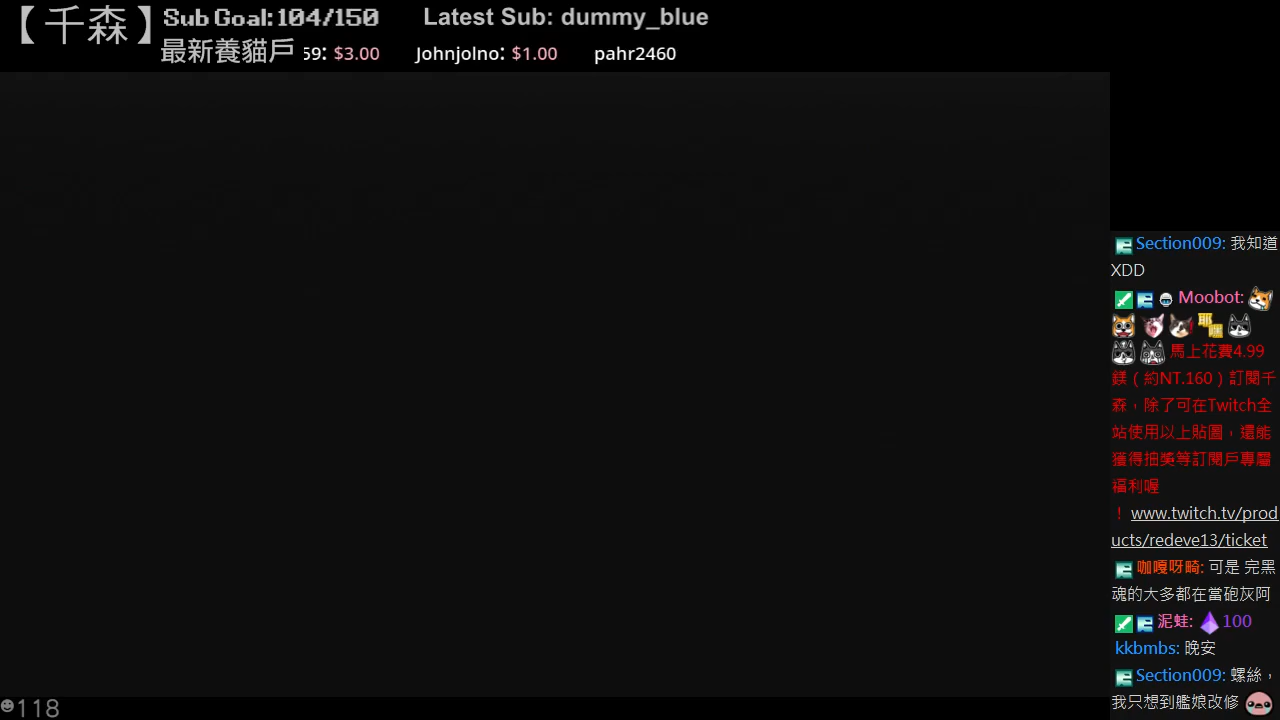 【千森】
Sub Goal:104/150
Latest Sub: dummy_blue
最新養貓戶 59: $3.00 Johnjolno: $1.00 pahr2460
Section009: 我知道
XDD
Moobot:
耶嘿
馬上花費4.99
鎂（約NT.160）訂閱千
森，除了可在Twitch全
站使用以上貼圖，還能
獲得抽獎等訂閱戶專屬
福利喔
！ www.twitch.tv/prod
ucts/redeve13/ticket
咖嘎呀畸: 可是 完黑
魂的大多都在當砲灰阿
泥蛙: 100
kkbmbs: 晚安
Section009: 螺絲，
我只想到艦娘改修
118